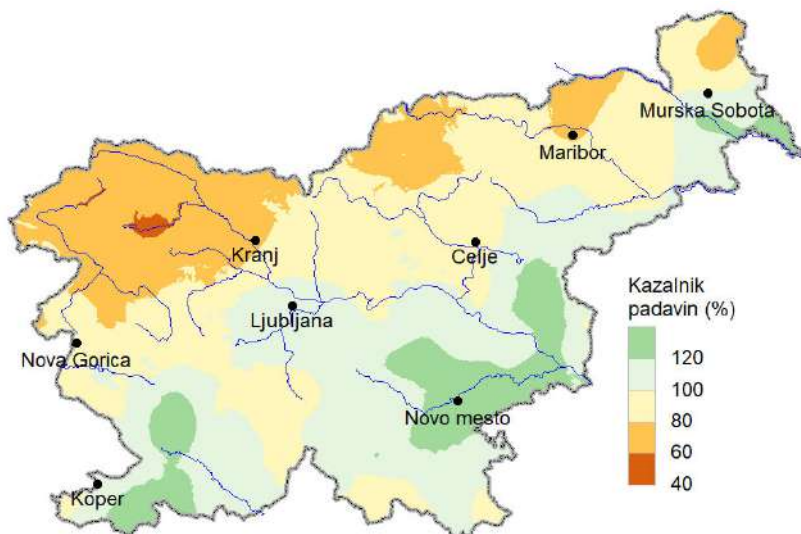 Murska Sobota
Maribor
Kranj
Celje
Ljubljana
Nova Gorica
Novo mesto
Koper
Kazalnik
padavin (%)
120
100
80
60
40